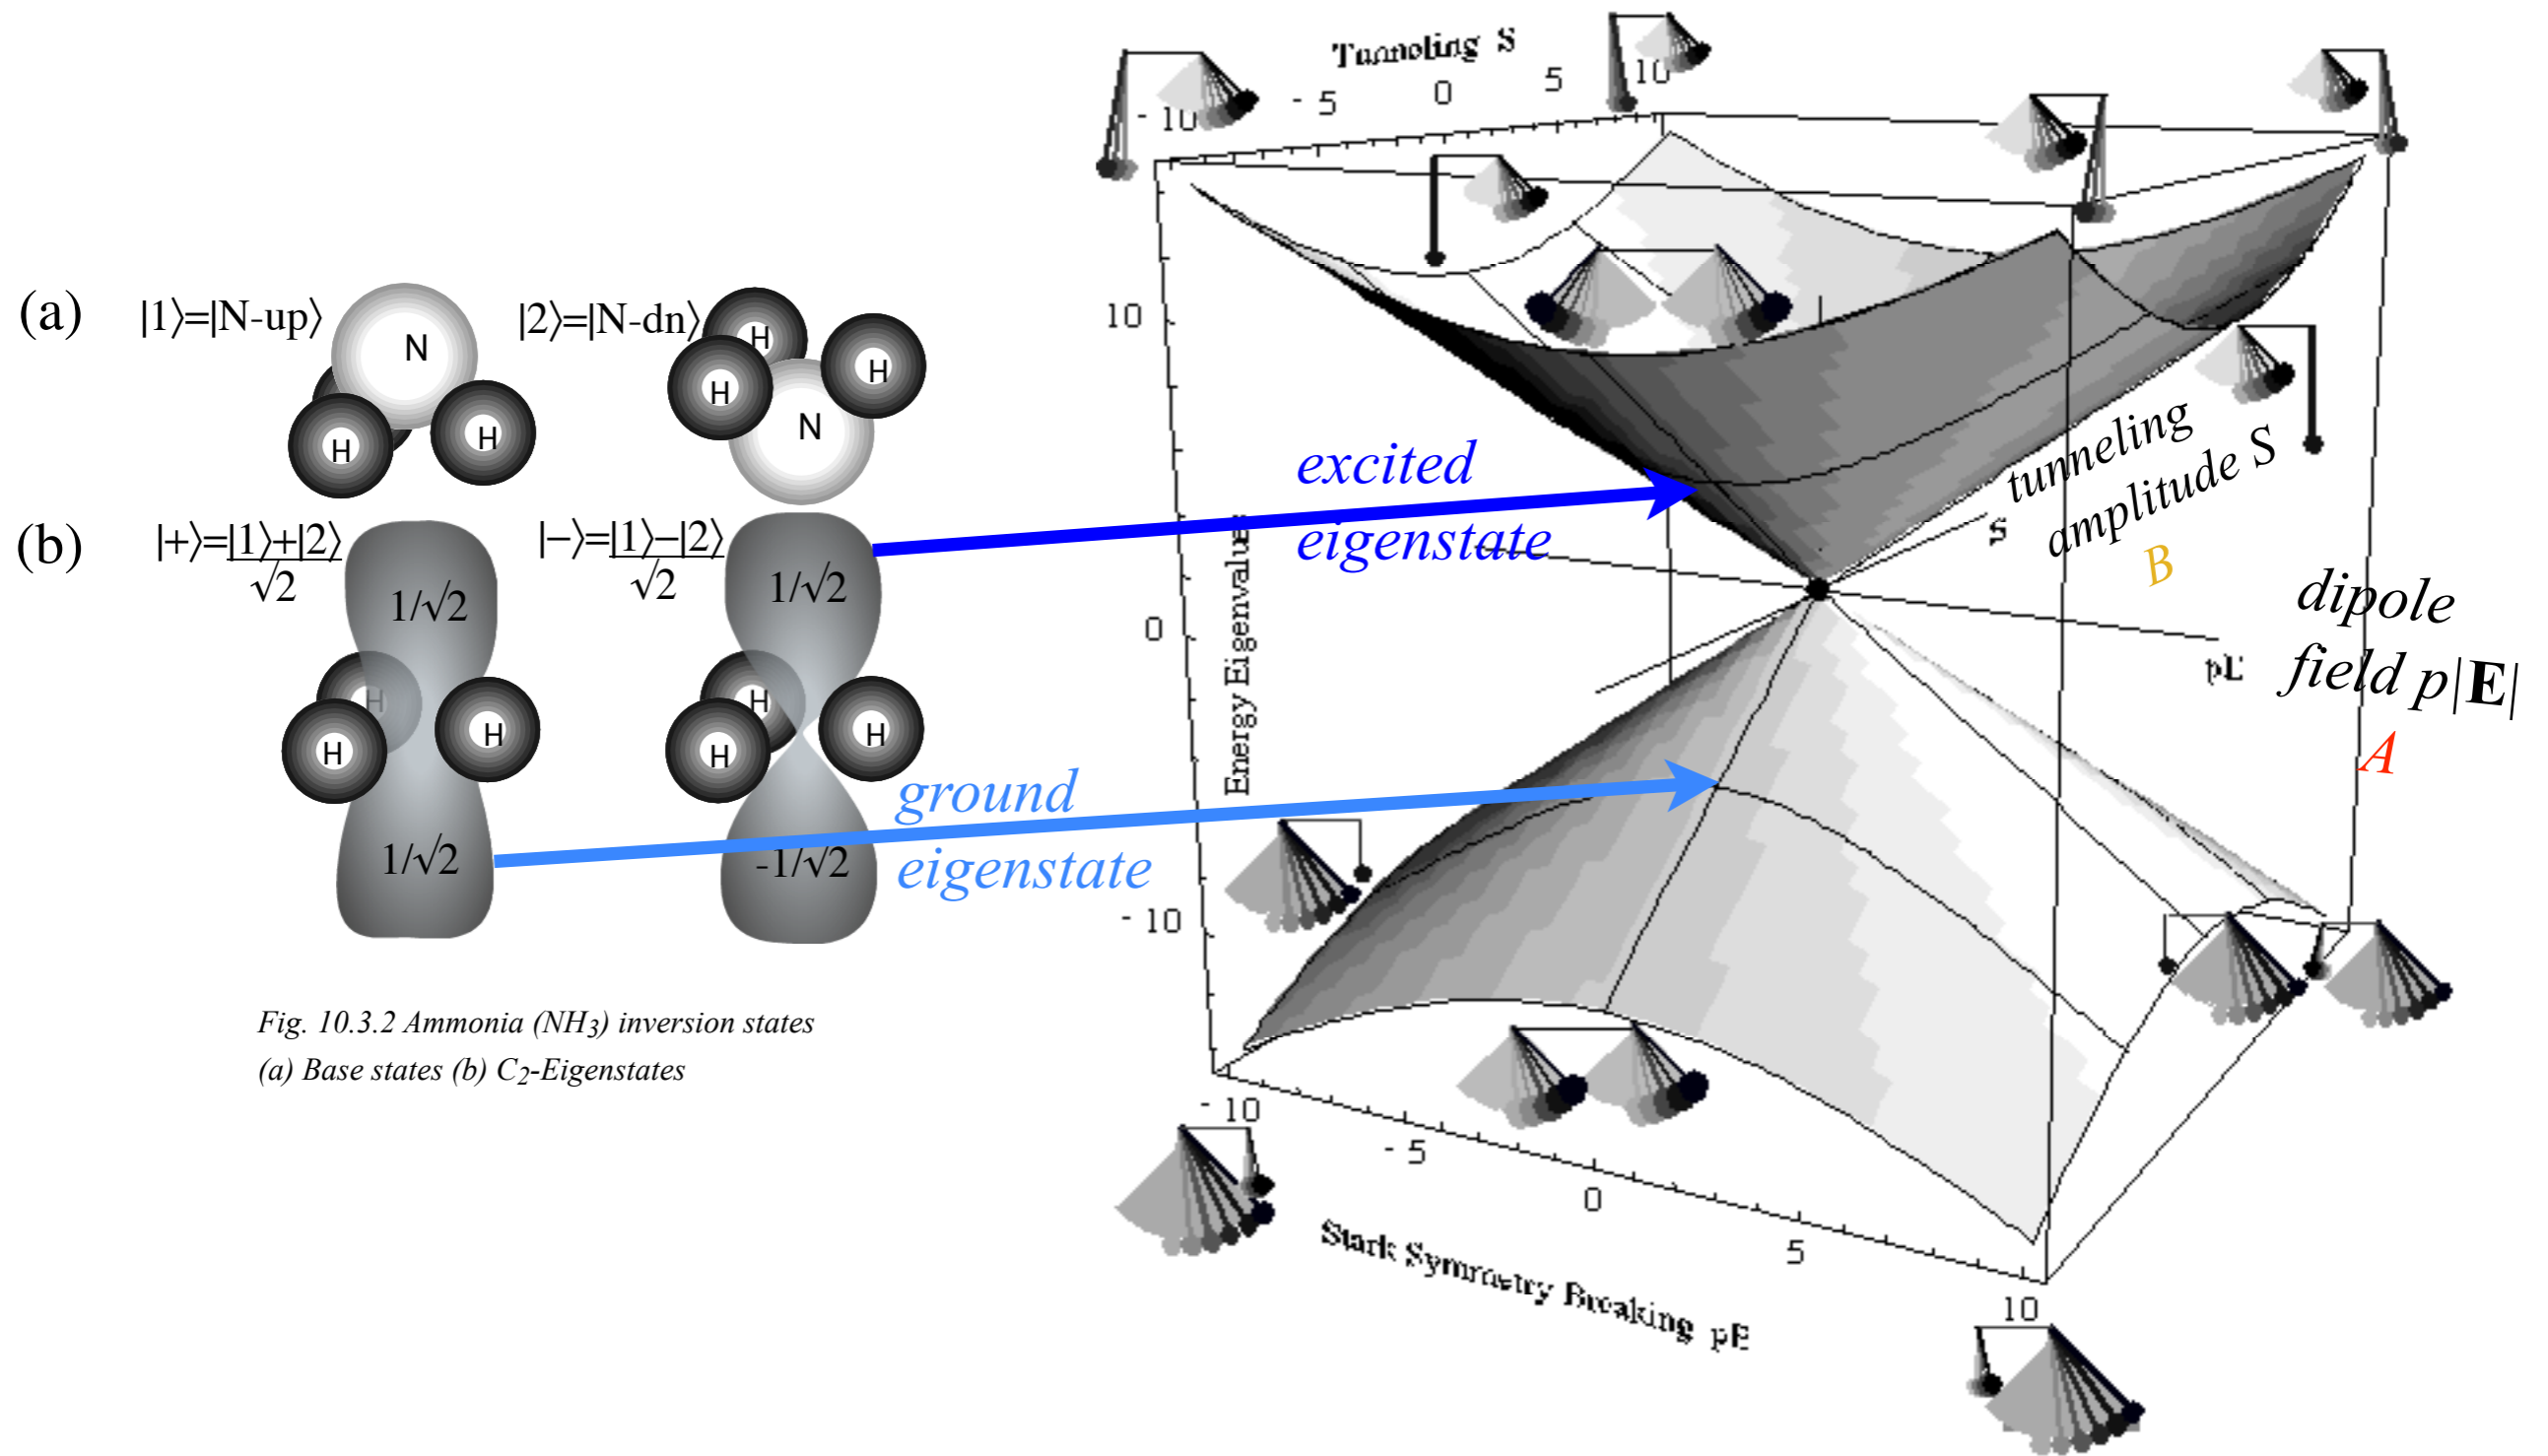 (a)
|1⟩=|N-up⟩
N
H
H
|2⟩=|N-dn⟩
H
H
H
N
(b)
|+⟩=|1⟩+|2⟩
√2
1/√2
H
H
H
1/√2
|−⟩=|1⟩−|2⟩
√2
1/√2
H
H
H
-1/√2
Fig. 10.3.2 Ammonia (NH3) inversion states
(a) Base states (b) C2-Eigenstates
excited
eigenstate
ground
eigenstate
Tunneling S
- 10
- 5
0
5
10
10
0
- 10
Energy Eigenvalues
tunneling
amplitude S
B
S
dipole
field p|E|
A
pE
- 10
- 5
0
5
10
Stark Symmetry Breaking pE